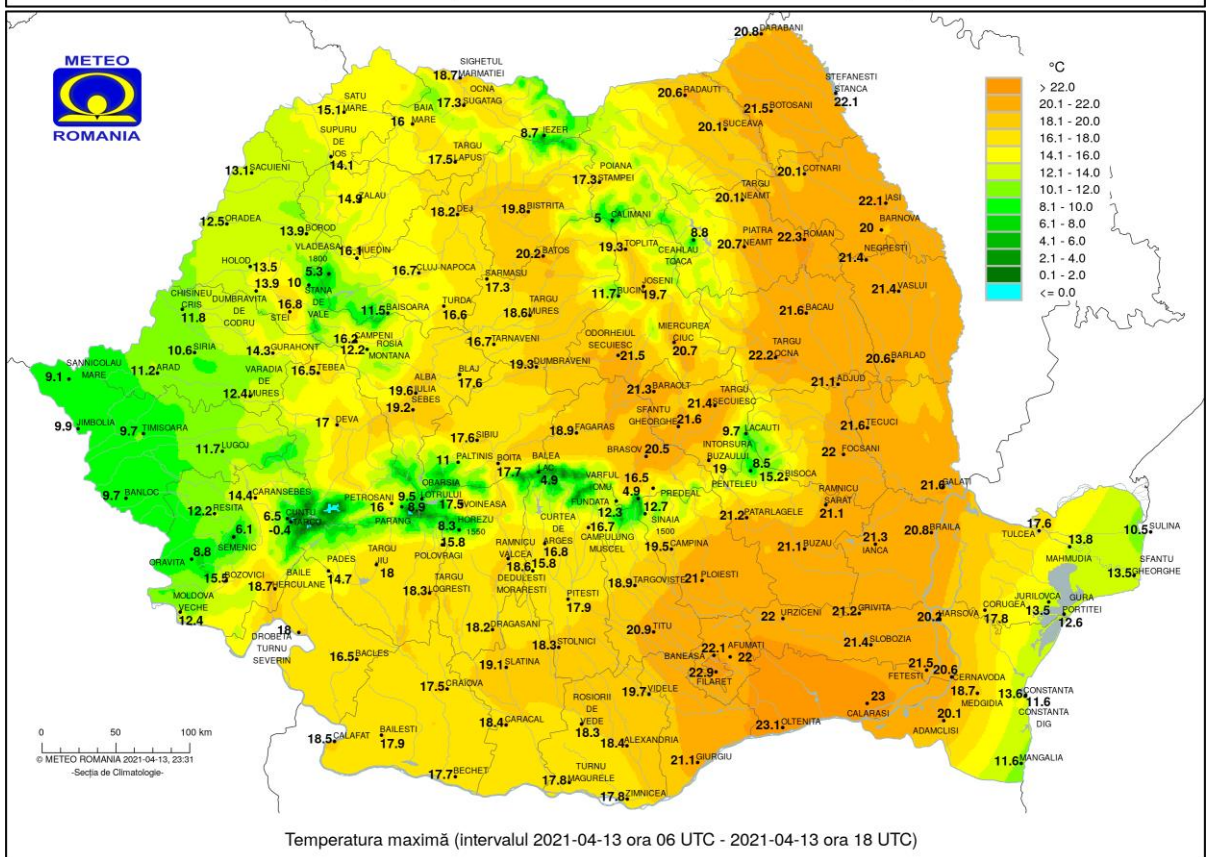 METEO
ROMANIA
°C
> 22.0
20.1 - 22.0
18.1 - 20.0
16.1 - 18.0
14.1 - 16.0
12.1 - 14.0
10.1 - 12.0
8.1 - 10.0
6.1 - 8.0
4.1 - 6.0
2.1 - 4.0
0.1 - 2.0
<= 0.0
20.8 DARABANI
SIGHETUL
18.7 MARMATIEI
OCNA
17.3 SUGATAG
STEFANESTI
STANCA
22.1
20.6 RADAUTI
SATU
15.1 MARE
BAIA
16 MARE
21.5 BOTOSANI
20.1 SUCEAVA
8.7 IEZER
SUPURU
DE
JOS
14.1
TARGU
17.5 LAPUS
13.1 SACUIENI
POIANA
17.3 STAMPEI
20.1 COTNARI
14.9 ZALAU
TARGU
20.1 NEAMT
22.1 IASI
18.2 DEJ
19.8 BISTRITA
5 CALIMANI
12.5 ORADEA
13.9 BOROD
BARNOVA
20
8.8
CEAHLAU
TOACA
PIATRA
20.7 NEAMT
22.3 ROMAN
VLADEASA
1800
5.3
16.1 HUEDIN
20.2 BATOS
19.3 TOPLITA
NEGRESTI
21.4
HOLOD
13.5
10
STANA
DE
VALE
16.7 CLUJ-NAPOCA
SARMASU
17.3
JOSENI
19.7
BUCIN
11.7
21.4 VASLUI
13.9
DUMBRAVITA
DE
CODRU
16.8
STEI
CHISINEU
CRIS
11.8
11.5 BAISOARA
TURDA
16.6
TARGU
18.6 MURES
21.6 BACAU
10.6 SIRIA
14.3 GURAHONT
16.2 CAMPENI
12.2 ROSIA
MONTANA
16.7 TARNAVENI
ODORHEIUL
SECUIESC
21.5
MIERCUREA
CIUC
20.7
TARGU
22.2 OCNA
20.6 BARLAD
SANNICOLAU
9.1 MARE
11.2 ARAD
VARADIA
DE
12.4 MURES
16.5 TEBEA
19.3 DUMBRAVENI
BLAJ
17.6
21.1 ADJUD
ALBA
19.6 IULIA
SEBES
19.2
21.3 BARAOLT
TARGU
21.4 SECUIESC
JIMBOLIA
9.9
9.7 TIMISOARA
17 DEVA
SFANTU
GHEORGHE 21.6
21.6 TECUCI
17.6 SIBIU
18.9 FAGARAS
9.7 LACAUTI
11.7 LUGOJ
BRASOV 20.5
INTORSURA
BUZAULUI
19
22 FOCSANI
11 PALTINIS
BOITA
17.7
BALEA
LAC
4.9
8.5
PENTELEU
BISOCA
15.2
VARFUL
OMU
4.9
16.5
PREDEAL
9.7 BANLOC
14.4 CARANSEBES
OBARSIA
9.5 LOTRULUI
17.5 VOINEASA
PETROSANI
16
8.9
PARANG
FUNDATA
12.3
12.7
SINAIA
1500
RAMNICU
SARAT
21.1
21.6 GALATI
12.2 RESITA
6.5 CUNTU
-0.4 TARCU
8.3 HOREZU
1550
CURTEA
DE
ARGES
16.8
16.7
CAMPULUNG
MUSCEL
21.2 PATARLAGELE
6.1
SEMENIC
15.8
POLOVRAGI
RAMNICU
VALCEA
18.6
15.8
DEDULESTI
MORARESTI
19.5 CAMPINA
21.1 BUZAU
21.3
IANCA
20.8 BRAILA
17.6
TULCEA
10.5 SULINA
13.8
MAHMUDIA
8.8
ORAVITA
15.5 BOZOVICI
BAILE
18.7 HERCULANE
PADES
14.7
TARGU
JIU
18
TARGU
18.3 LOGRESTI
18.9 TARGOVISTE
21 PLOIESTI
SFANTU
13.5 GHEORGHE
MOLDOVA
VECHE
12.4
PITESTI
17.9
JURILOVCA
13.5
GURA
PORTITEI
12.6
CORUGEA
17.8
18
DROBETA
TURNU
SEVERIN
18.2 DRAGASANI
20.9 TITU
22 URZICENI
21.2 GRIVITA
20.2 HARSOVA
16.5 BACLES
18.3 STOLNICI
22.1 AFUMATI
BANEASA 22
22.9
FILARET
21.4 SLOBOZIA
19.1 SLATINA
21.5
FETESTI
20.6
CERNAVODA
17.5 CRAIOVA
19.7 VIDELE
23
CALARASI
18.7
MEDGIDIA
13.6 CONSTANTA
11.6
CONSTANTA
DIG
ROSIORII
DE
VEDE
18.3
18.4 CARACAL
23.1 OLTENITA
20.1
ADAMCLISI
18.5 CALAFAT
BAILESTI
17.9
18.4 ALEXANDRIA
21.1 GIURGIU
11.6 MANGALIA
17.7 BECHET
TURNU
17.8 MAGURELE
17.8 ZIMNICEA
0 50 100 km
© METEO ROMANIA 2021-04-13, 23:31
-Secția de Climatologie-
Temperatura maximă (intervalul 2021-04-13 ora 06 UTC - 2021-04-13 ora 18 UTC)